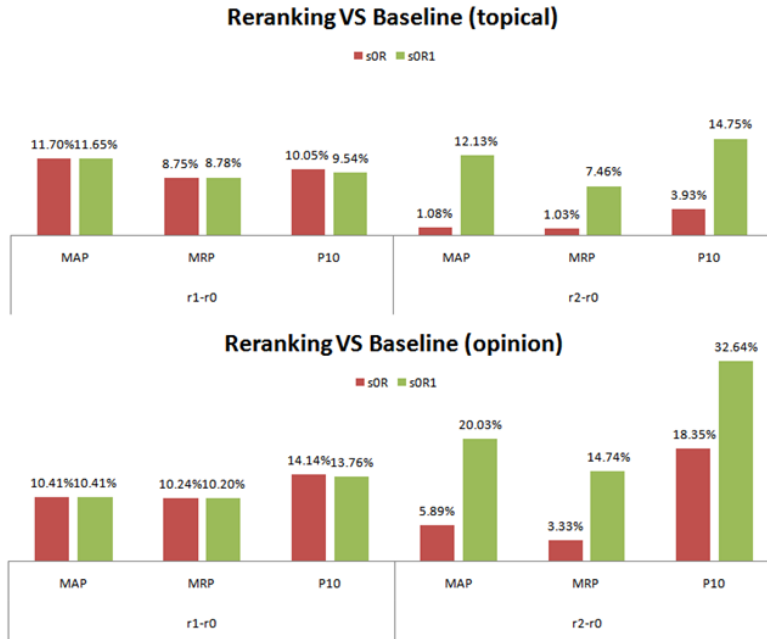 Reranking VS Baseline (topical)
s0R s0R1
11.70% 11.65% 8.75% 8.78% 10.05% 9.54% 1.08% 12.13% 1.03% 7.46% 3.93% 14.75%
MAP MRP P10 MAP MRP P10
r1-r0 r2-r0
Reranking VS Baseline (opinion)
s0R s0R1
10.41% 10.41% 10.24% 10.20% 14.14% 13.76% 5.89% 20.03% 3.33% 14.74% 18.35% 32.64%
MAP MRP P10 MAP MRP P10
r1-r0 r2-r0